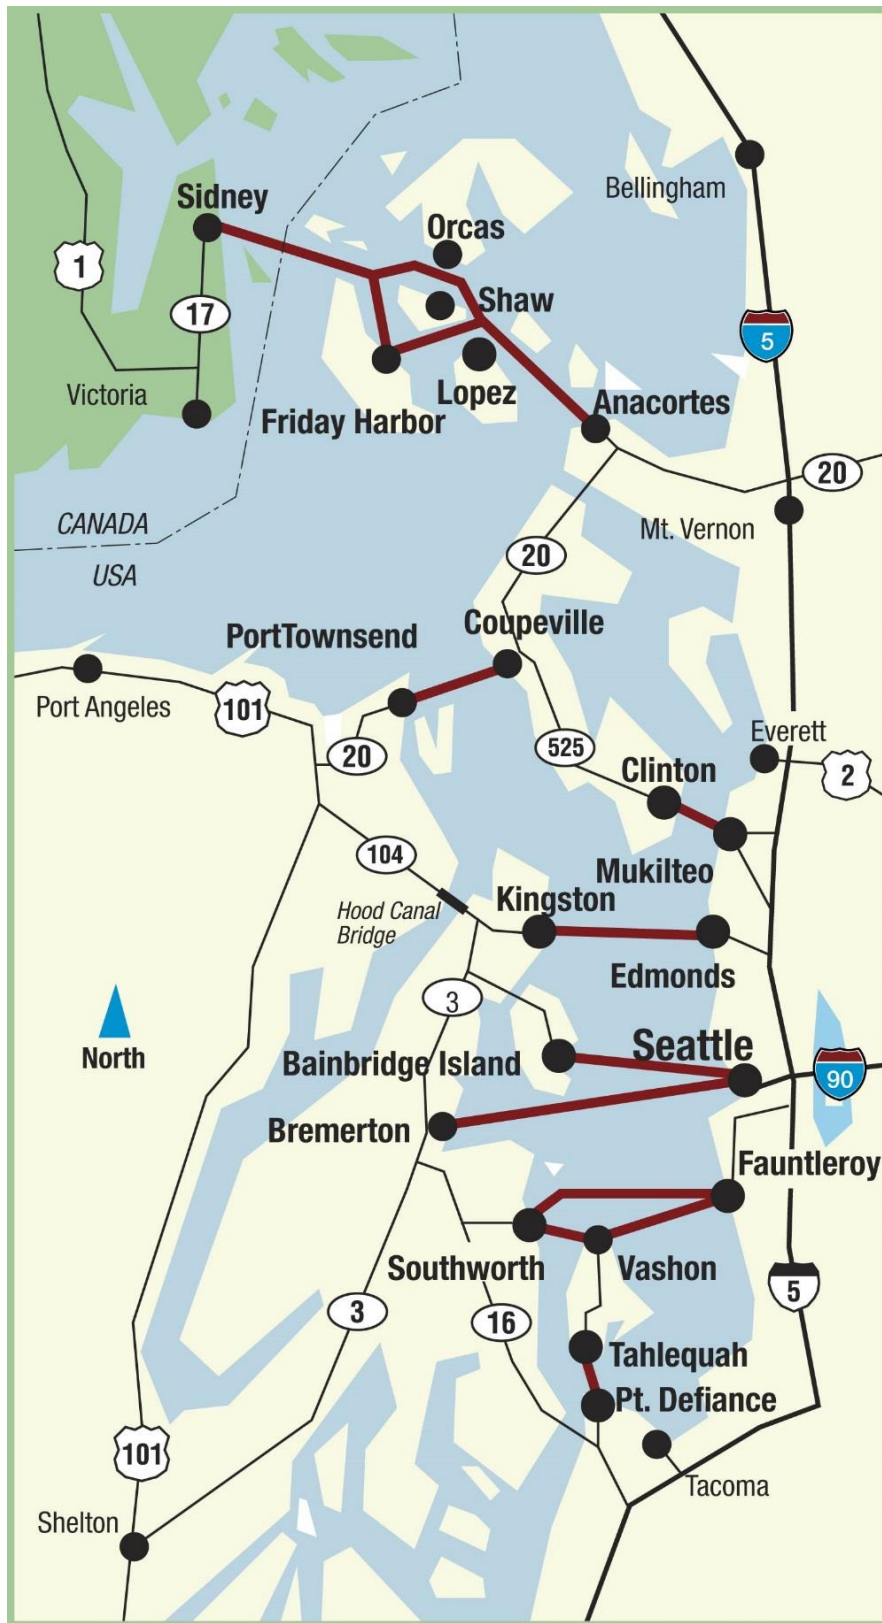 Bellingham
Sidney
Orcas
1
Shaw
17
5
Victoria
Lopez
Anacortes
Friday Harbor
20
CANADA
Mt. Vernon
20
USA
Coupeville
PortTownsend
Port Angeles
101
Everett
525
20
Clinton
2
104
Mukilteo
Kingston
Hood Canal
Bridge
Edmonds
3
Seattle
North
Bainbridge Island
90
Bremerton
Fauntleroy
Southworth
Vashon
5
3
16
Tahlequah
Pt. Defiance
101
Tacoma
Shelton